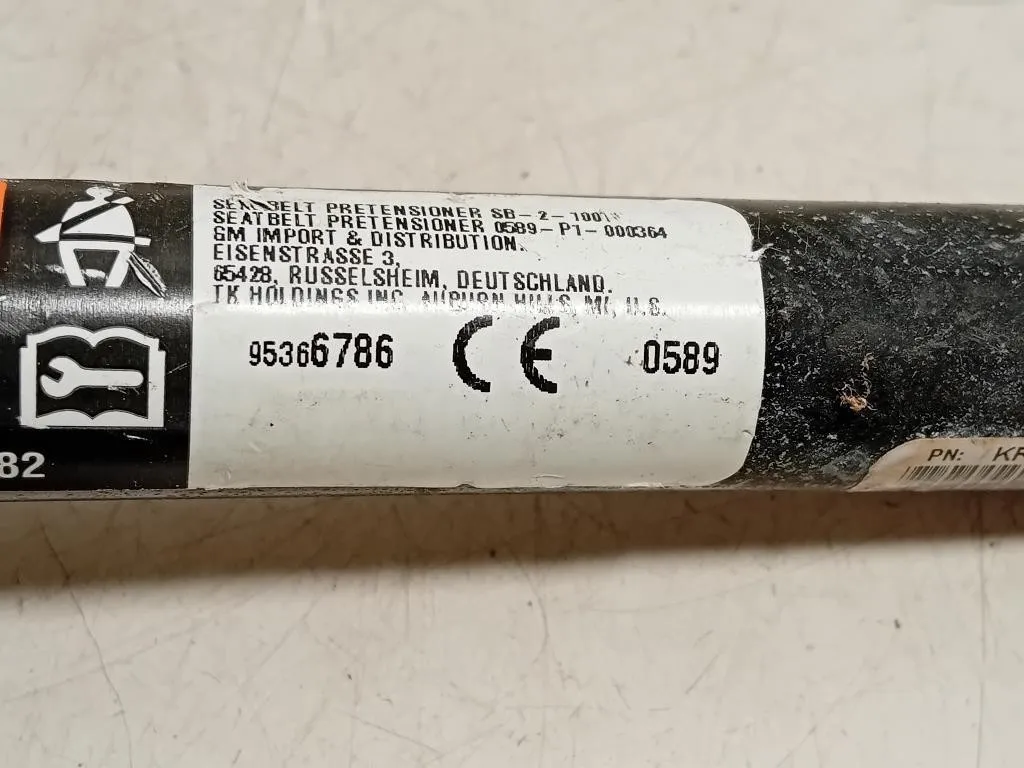 SEATBELT PRETENSIONER SB-2-1001
SEATBELT PRETENSIONER 0589-P1-000364
GM IMPORT & DISTRIBUTION.
EISENSTRASSE 3,
65428, RUSSELSHEIM, DEUTSCHLAND.
TK HOLDINGS INC. AUBURN HILLS, MI, U.S.
95366786 CE 0589
82
PN: KR